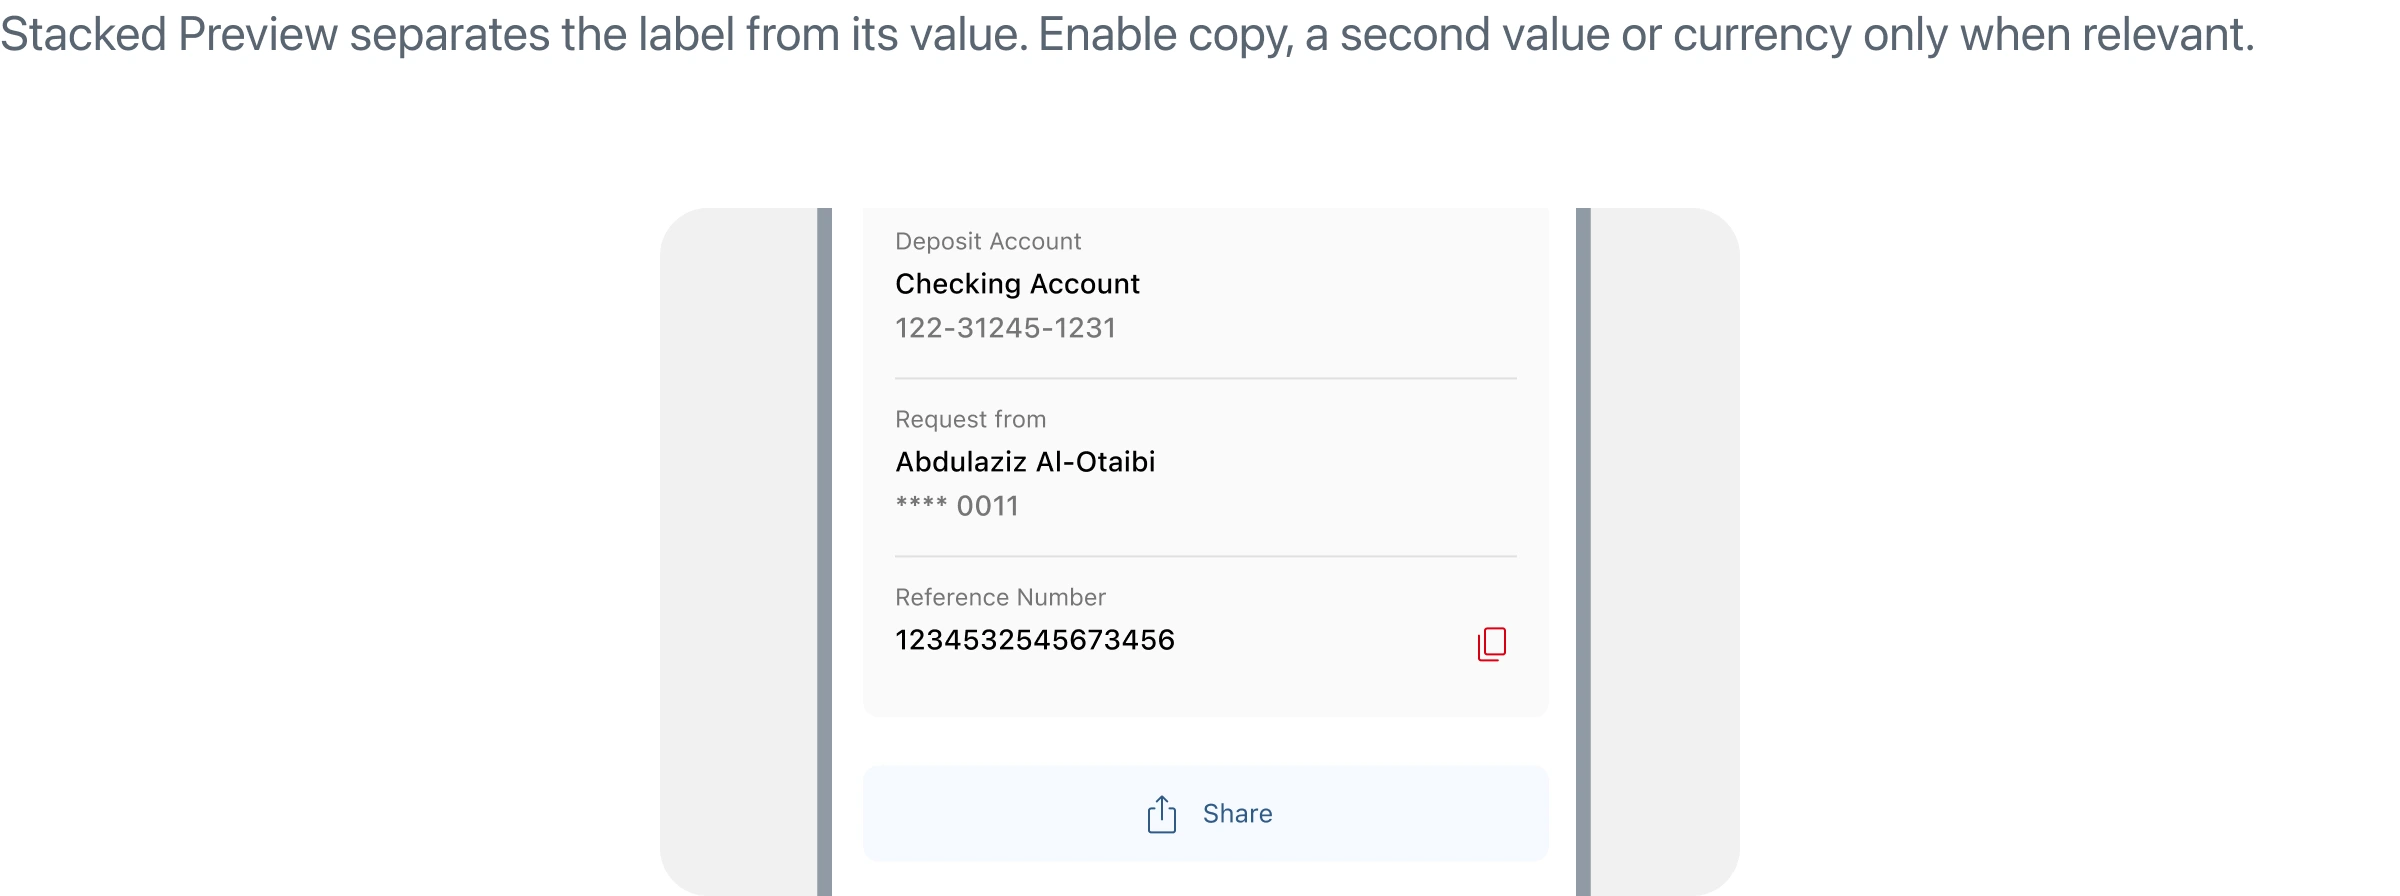 Stacked Preview separates the label from its value. Enable copy, a second value or currency only when relevant.
Deposit Account
Checking Account
122-31245-1231
Request from
Abdulaziz Al-Otaibi
**** 0011
Reference Number
1234532545673456
Share